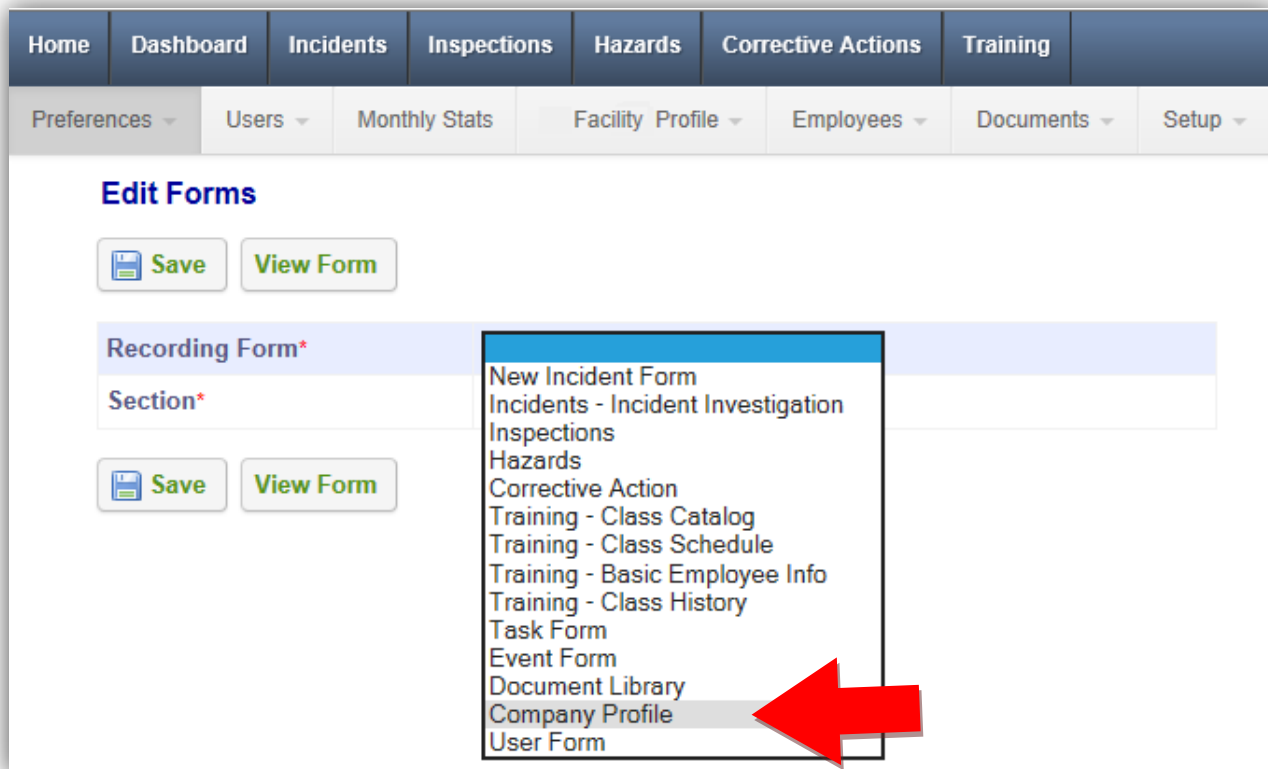 Home Dashboard Incidents Inspections Hazards Corrective Actions Training
Preferences Users Monthly Stats Facility Profile Employees Documents Setup
Edit Forms
Save View Form
Recording Form*
Section*
New Incident Form
Incidents - Incident Investigation
Inspections
Hazards
Corrective Action
Training - Class Catalog
Training - Class Schedule
Training - Basic Employee Info
Training - Class History
Task Form
Event Form
Document Library
Company Profile
User Form
Save View Form